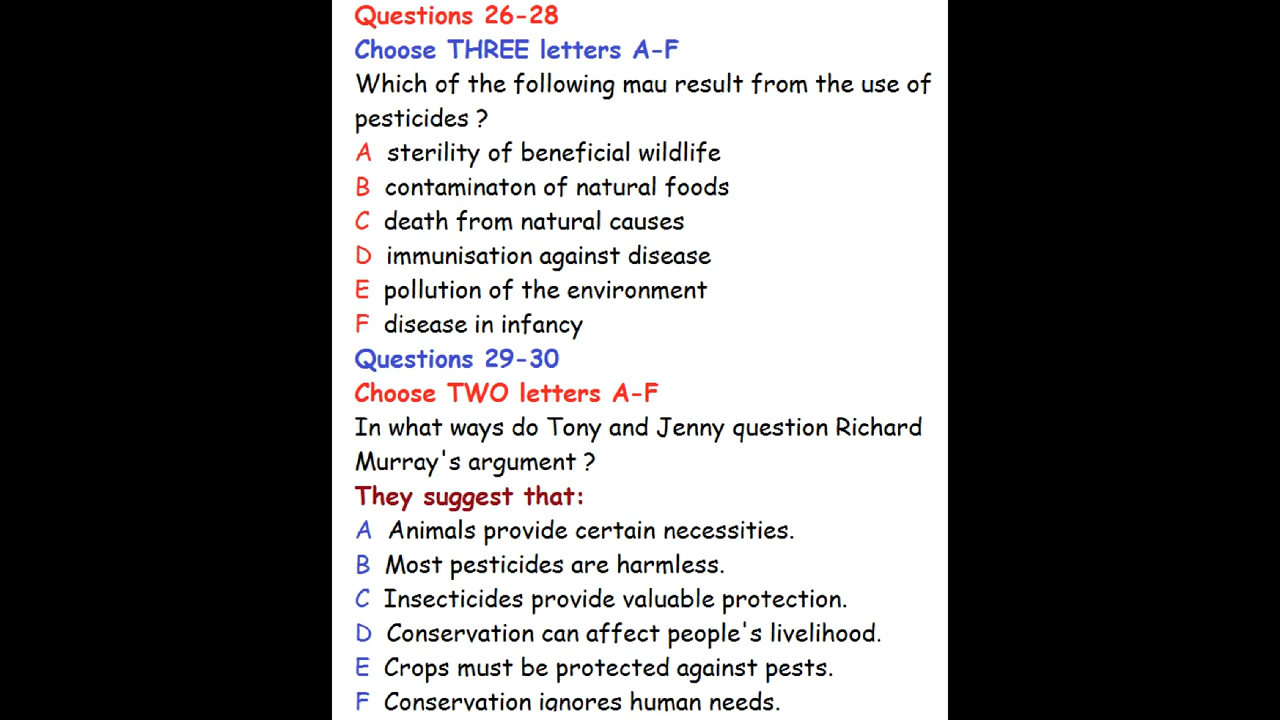 Questions 26-28
Choose THREE letters A-F
Which of the following mau result from the use of
pesticides ?
A sterility of beneficial wildlife
B contaminaton of natural foods
C death from natural causes
D immunisation against disease
E pollution of the environment
F disease in infancy
Questions 29-30
Choose TWO letters A-F
In what ways do Tony and Jenny question Richard
Murray's argument ?
They suggest that:
A Animals provide certain necessities.
B Most pesticides are harmless.
C Insecticides provide valuable protection.
D Conservation can affect people's livelihood.
E Crops must be protected against pests.
F Conservation ignores human needs.